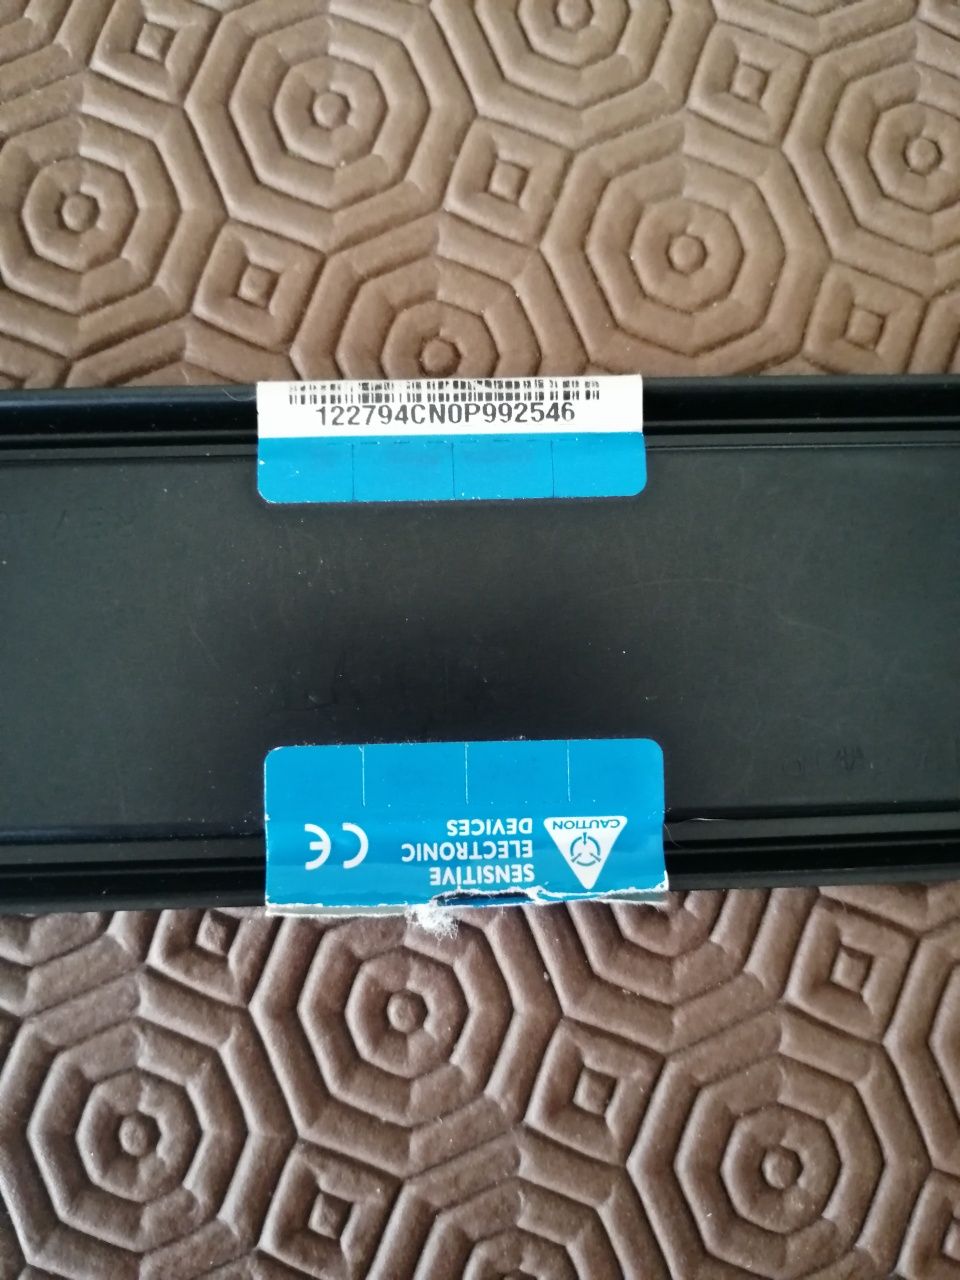 122794CN0P992546
CAUTION
SENSITIVE
ELECTRONIC
DEVICES
CE